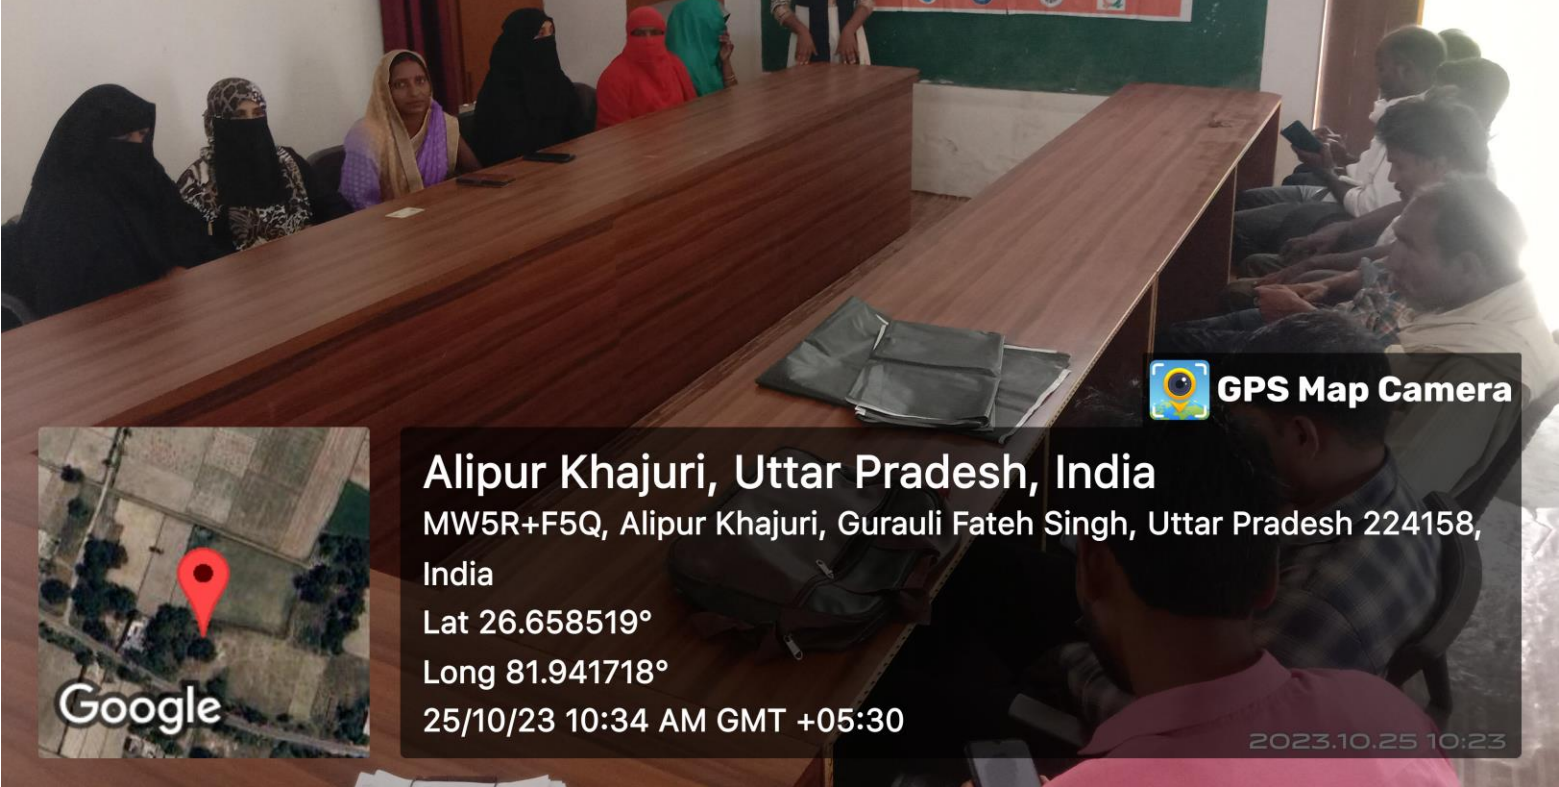 GPS Map Camera
Alipur Khajuri, Uttar Pradesh, India
MW5R+F5Q, Alipur Khajuri, Gurauli Fateh Singh, Uttar Pradesh 224158,
India
Lat 26.658519°
Long 81.941718°
25/10/23 10:34 AM GMT +05:30
Google
2023.10.25 10:23